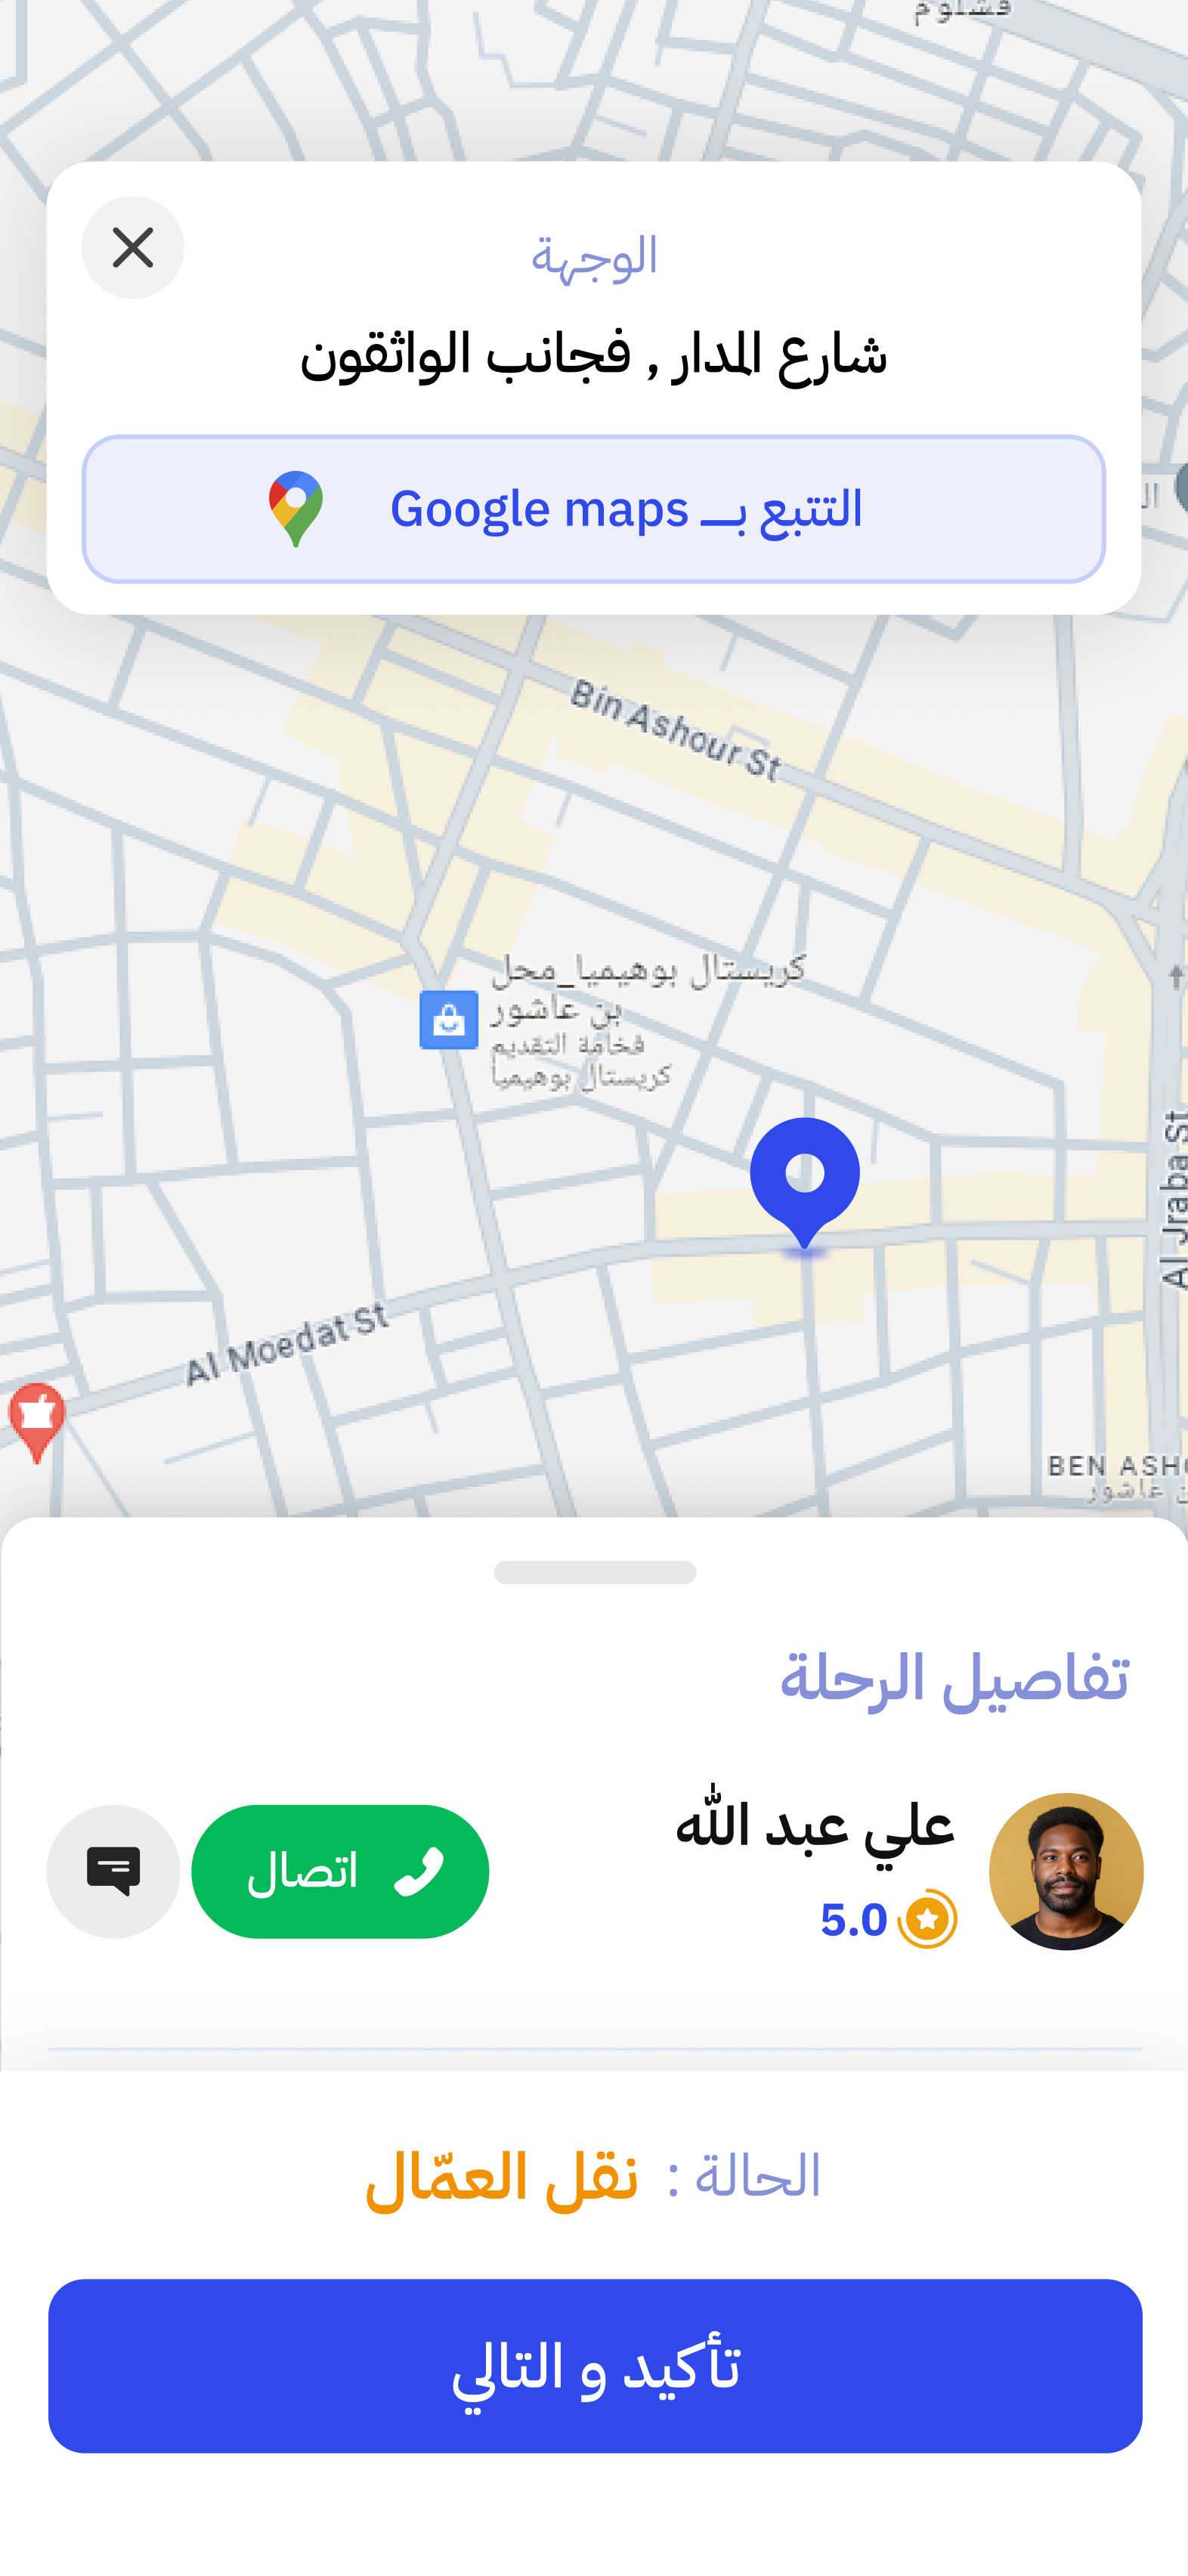 فشلوم
الوجهة
شارع المدار , فجانب الواثقون
التتبع بـــ Google maps
Bin Ashour St
كريستال بوهيميا_محل
بن عاشور
فخامة التقديم
كريستال بوهيميا
Al Jraba St
Al Moedat St
BEN ASHO
ن عاشور
تفاصيل الرحلة
علي عبد الله
5.0
اتصال
الحالة : نقل العمّال
تأكيد و التالي